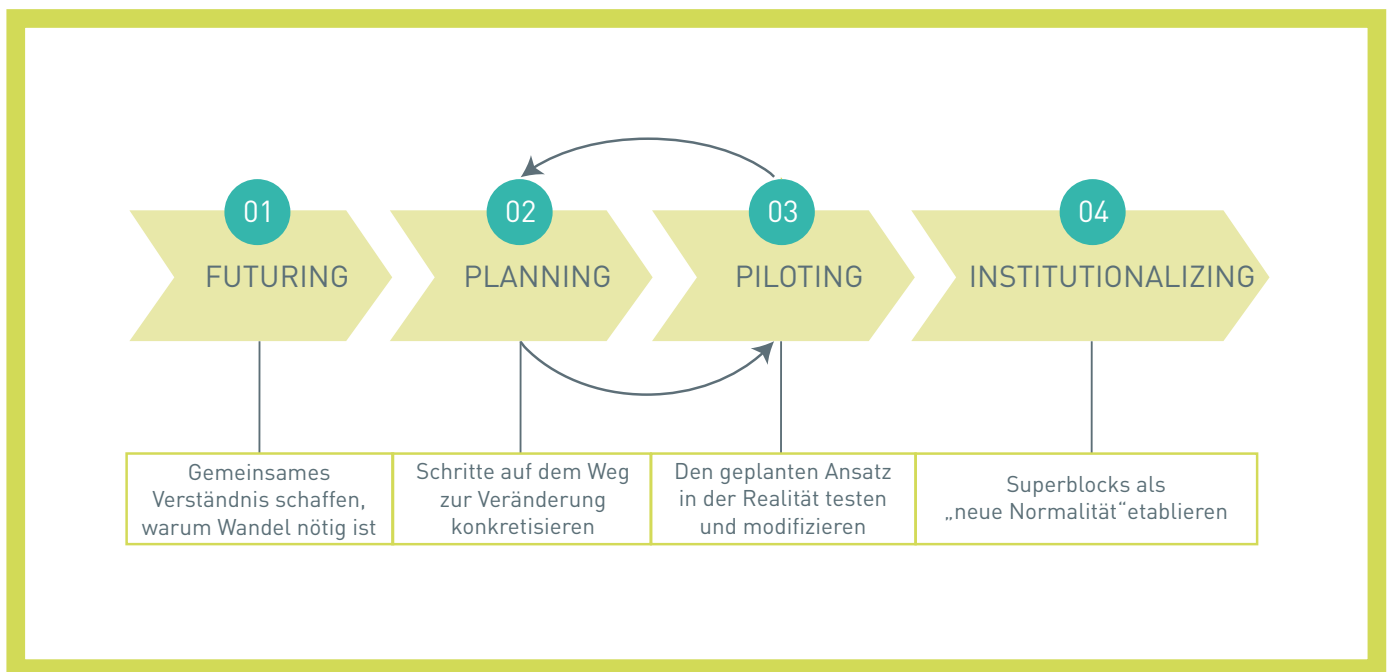 01
FUTURING
02
PLANNING
03
PILOTING
04
INSTITUTIONALIZING
Gemeinsames
Verständnis schaffen,
warum Wandel nötig ist
Schritte auf dem Weg
zur Veränderung
konkretisieren
Den geplanten Ansatz
in der Realität testen
und modifizieren
Superblocks als
„neue Normalität“etablieren